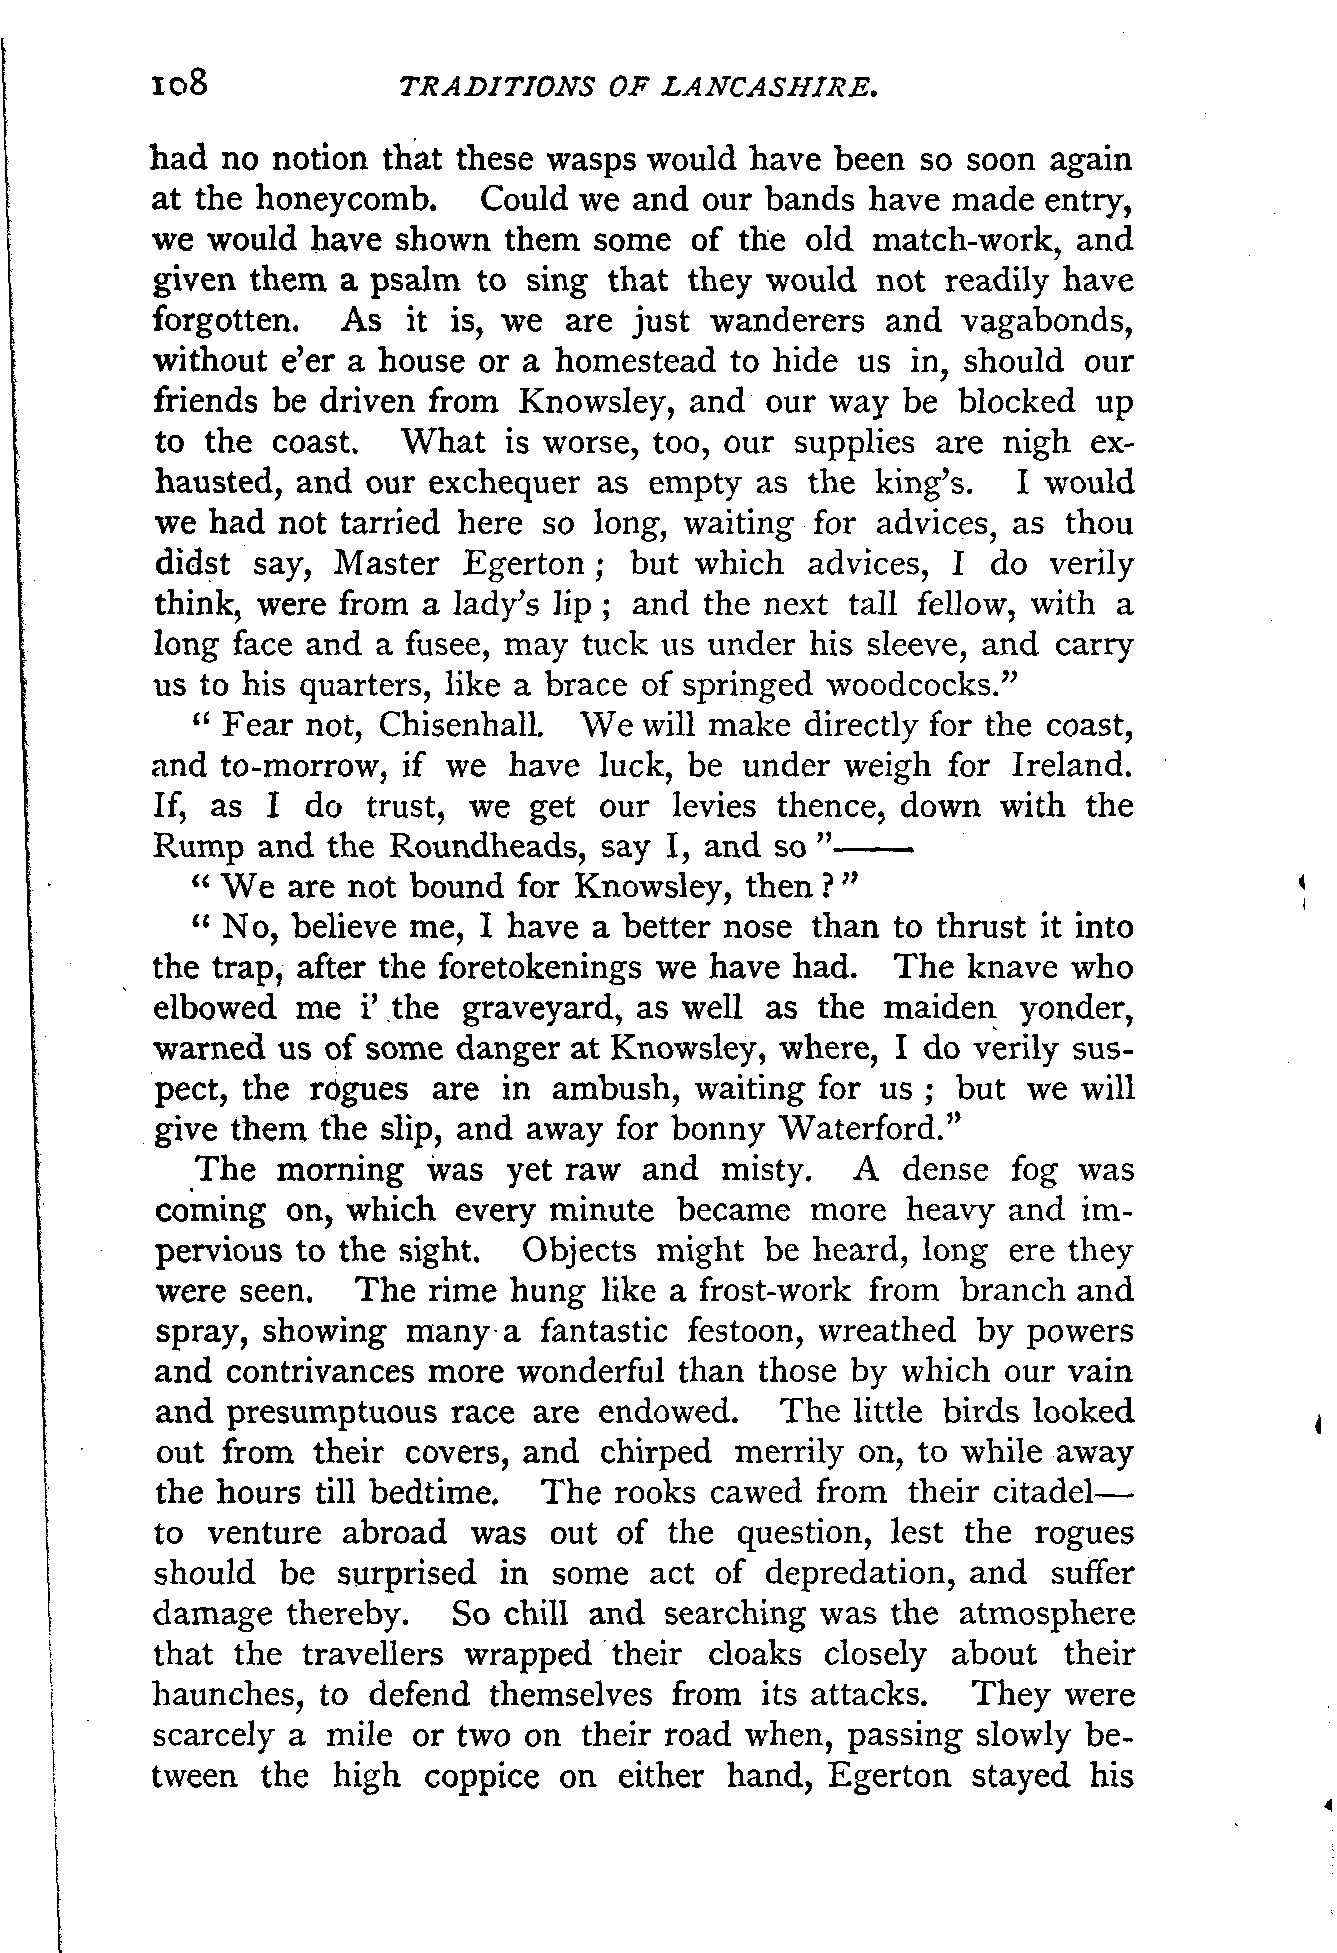 108 TRADITIONS OF LANCASHIRE.
had no notion that these wasps would have been so soon again
at the honeycomb. Could we and our bands have made entry,
we would have shown them some of the old match-work, and
given them a psalm to sing that they would not readily have
forgotten. As it is, we are just wanderers and vagabonds,
without e'er a house or a homestead to hide us in, should our
friends be driven from Knowsley, and our way be blocked up
to the coast. What is worse, too, our supplies are nigh ex-
hausted, and our exchequer as empty as the king's. I would
we had not tarried here so long, waiting for advices, as thou
didst say, Master Egerton ; but which advices, I do verily
think, were from a lady's lip ; and the next tall fellow, with a
long face and a fusee, may tuck us under his sleeve, and carry
us to his quarters, like a brace of springed woodcocks."
" Fear not, Chisenhall. We will make directly for the coast,
and to-morrow, if we have luck, be under weigh for Ireland.
If, as I do trust, we get our levies thence, down with the
Rump and the Roundheads, say I, and so "——
" We are not bound for Knowsley, then ? "
" No, believe me, I have a better nose than to thrust it into
the trap, after the foretokenings we have had. The knave who
elbowed me i' the graveyard, as well as the maiden yonder,
warned us of some danger at Knowsley, where, I do verily sus-
pect, the rogues are in ambush, waiting for us ; but we will
give them the slip, and away for bonny Waterford."
The morning was yet raw and misty. A dense fog was
coming on, which every minute became more heavy and im-
pervious to the sight. Objects might be heard, long ere they
were seen. The rime hung like a frost-work from branch and
spray, showing many a fantastic festoon, wreathed by powers
and contrivances more wonderful than those by which our vain
and presumptuous race are endowed. The little birds looked
out from their covers, and chirped merrily on, to while away
the hours till bedtime. The rooks cawed from their citadel—
to venture abroad was out of the question, lest the rogues
should be surprised in some act of depredation, and suffer
damage thereby. So chill and searching was the atmosphere
that the travellers wrapped their cloaks closely about their
haunches, to defend themselves from its attacks. They were
scarcely a mile or two on their road when, passing slowly be-
tween the high coppice on either hand, Egerton stayed his